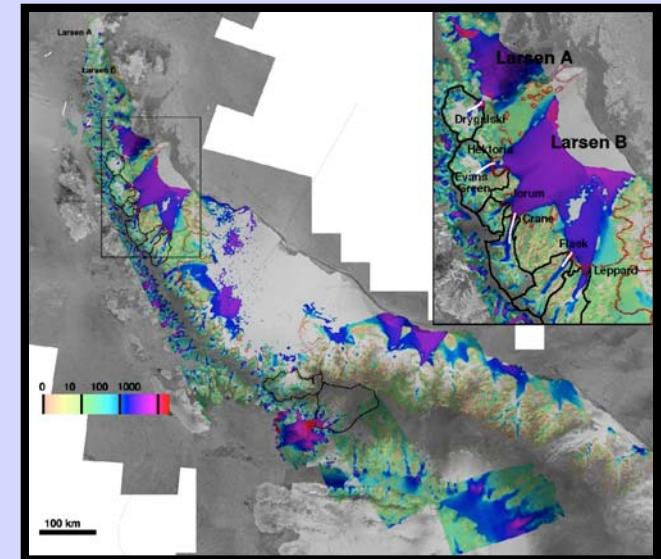 Larsen A
Larsen B
0 10 100 1000
100 km
Larsen A
Drygalski
Larsen B
Hektoria
Evans
Green
Jorum
Crane
Flask
Leppard